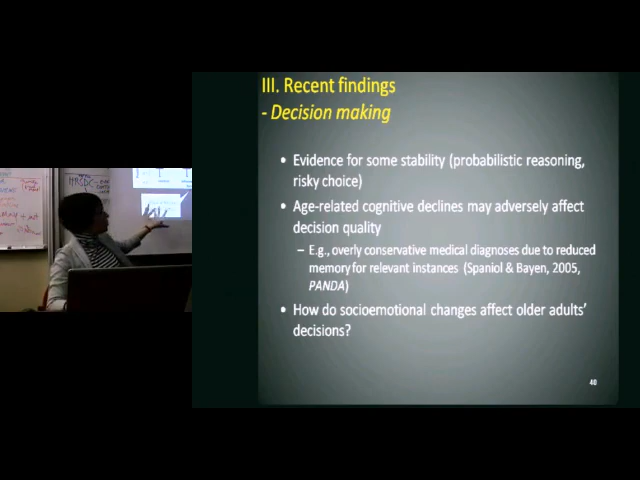 III. Recent findings
- Decision making
• Evidence for some stability (probabilistic reasoning,
risky choice)
• Age-related cognitive declines may adversely affect
decision quality
– E.g., overly conservative medical diagnoses due to reduced
memory for relevant instances (Spaniol & Bayen, 2005,
PANDA)
• How do socioemotional changes affect older adults'
decisions?
40
HRSDC